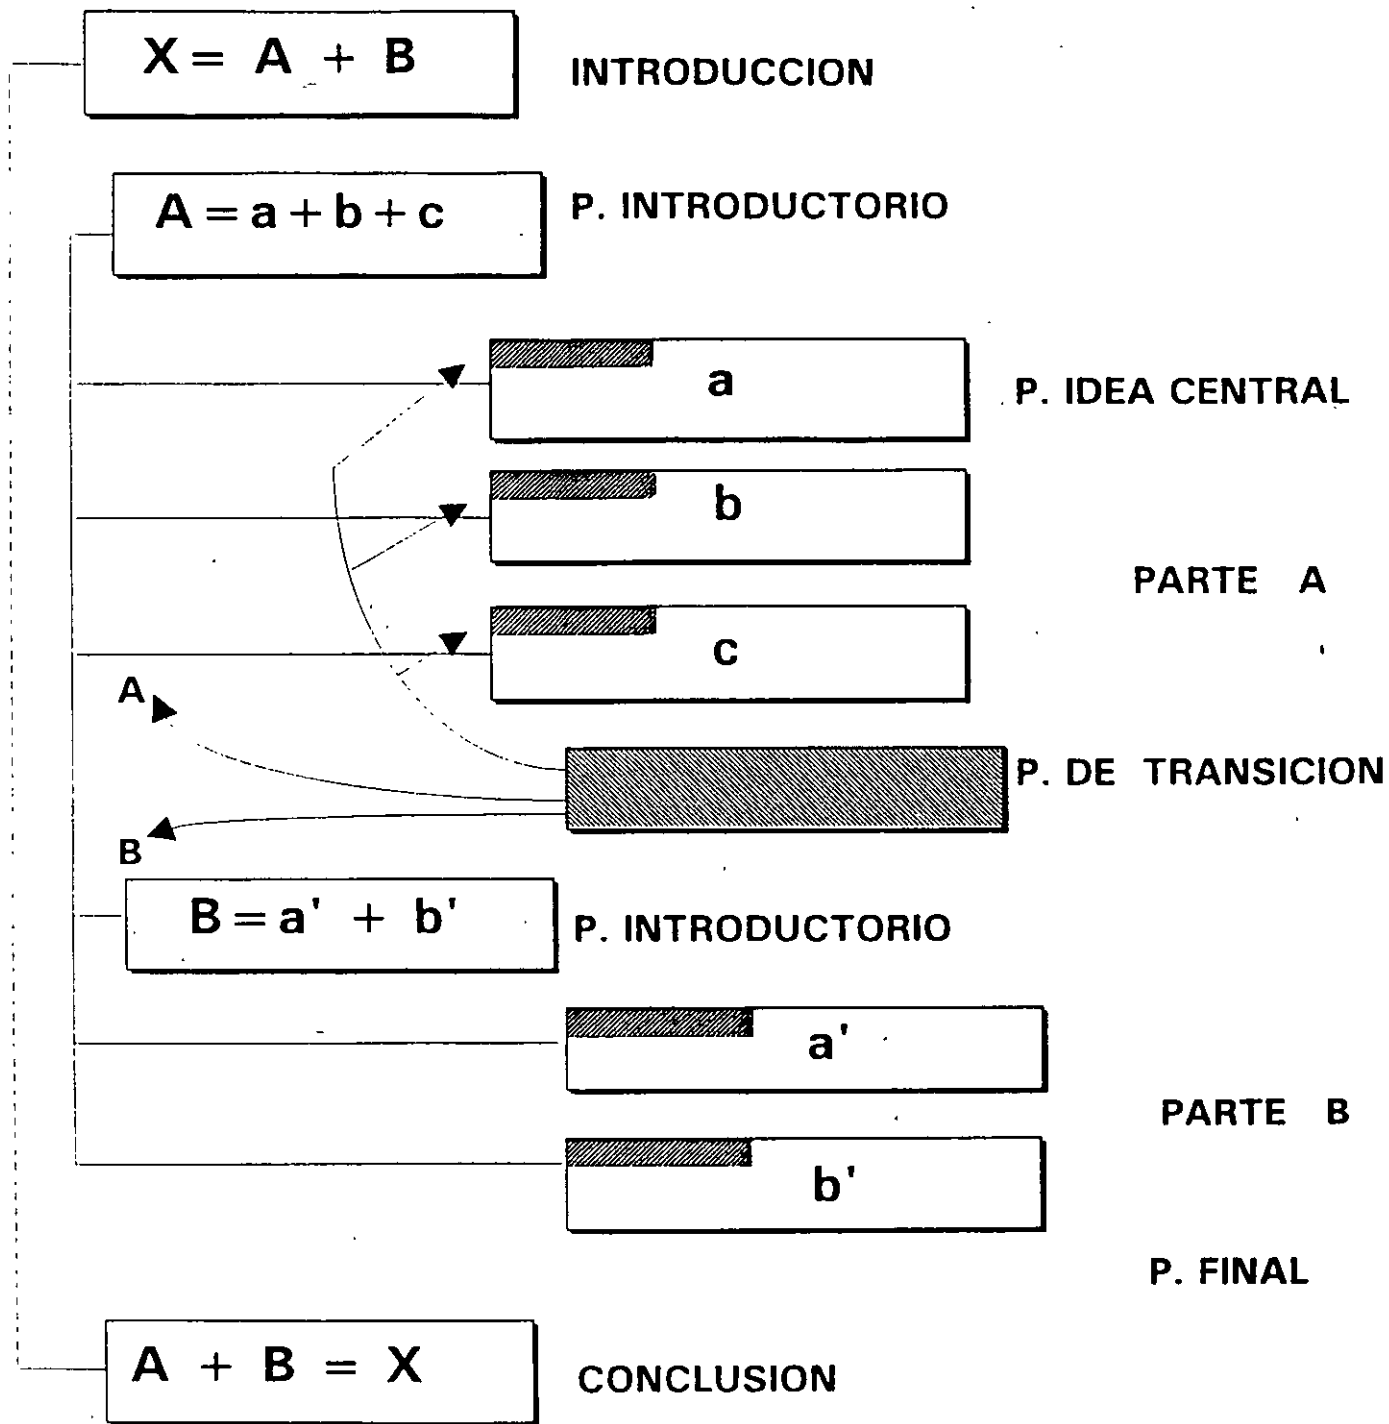 X = A + B
INTRODUCCION
A = a + b + c
P. INTRODUCTORIO
a
P. IDEA CENTRAL
b
PARTE A
c
A
P. DE TRANSICION
B
B = a' + b'
P. INTRODUCTORIO
a'
PARTE B
b'
P. FINAL
A + B = X
CONCLUSION